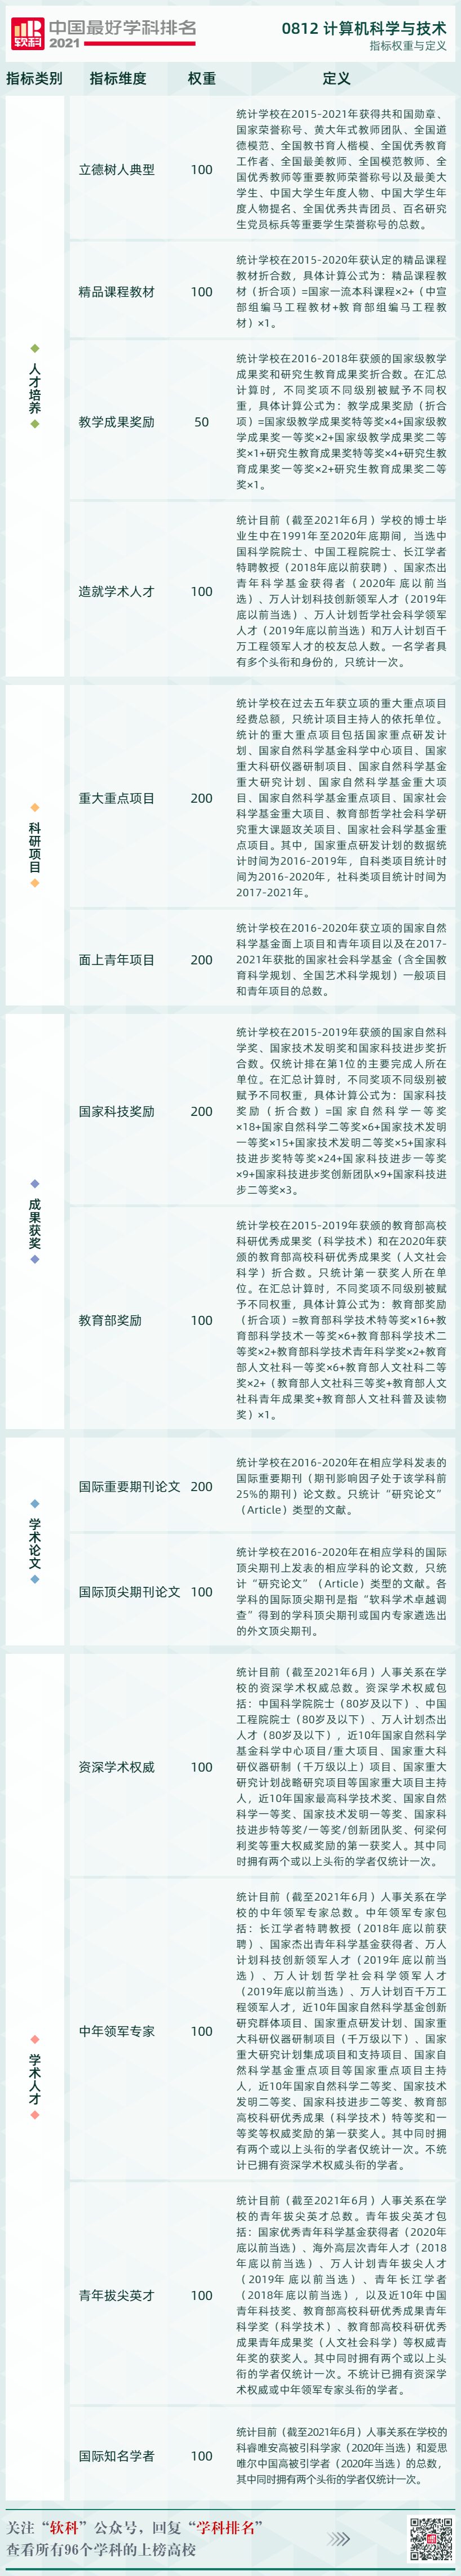 软科
中国最好学科排名
2021
0812 计算机科学与技术
指标权重与定义
指标类别 指标维度 权重 定义
人才培养
立德树人典型 100
统计学校在2015-2021年获得共和国勋章、
国家荣誉称号、黄大年式教师团队、全国道
德模范、全国教书育人楷模、全国优秀教育
工作者、全国最美教师、全国模范教师、全
国优秀教师等重要教师荣誉称号以及最美大
学生、中国大学生年度人物、中国大学生年
度人物提名、全国优秀共青团员、百名研究
生党员标兵等重要学生荣誉称号的总数。
精品课程教材 100
统计学校在2015-2020年获认定的精品课程
教材折合数，具体计算公式为：精品课程教
材（折合项）=国家一流本科课程×2+（中宣
部组编马工程教材+教育部组编马工程教
材）×1。
教学成果奖励 50
统计学校在2016-2018年获颁的国家级教学
成果奖和研究生教育成果奖折合数。在汇总
计算时，不同奖项不同级别被赋予不同权
重，具体计算公式为：教学成果奖励（折合
项）=国家级教学成果奖特等奖×4+国家级教
学成果奖一等奖×2+国家级教学成果奖二等
奖×1+研究生教育成果奖特等奖×4+研究生教
育成果奖一等奖×2+研究生教育成果奖二等
奖×1。
造就学术人才 100
统计目前（截至2021年6月）学校的博士毕
业生中在1991年至2020年底期间，当选中
国科学院院士、中国工程院院士、长江学者
特聘教授（2018年底以前获聘）、国家杰出
青年科学基金获得者（2020年底以前当
选）、万人计划科技创新领军人才（2019年
底以前当选）、万人计划哲学社会科学领军
人才（2019年底以前当选）和万人计划百千
万工程领军人才的校友总人数。一名学者具
有多个头衔和身份的，只统计一次。
科研项目
重大重点项目 200
统计学校在过去五年获立项的重大重点项目
经费总额，只统计项目主持人的依托单位。
统计的重大重点项目包括国家重点研发计
划、国家自然科学基金科学中心项目、国家
重大科研仪器研制项目、国家自然科学基金
重大研究计划、国家自然科学基金重大项
目、国家自然科学基金重点项目、国家社会
科学基金重大项目、教育部哲学社会科学研
究重大课题攻关项目、国家社会科学基金重
点项目。其中，国家重点研发计划的数据统
计时间为2016-2019年，自科类项目统计时
间为2016-2020年，社科类项目统计时间为
2017-2021年。
面上青年项目 200
统计学校在2016-2020年获立项的国家自然
科学基金面上项目和青年项目以及在2017-
2021年获批的国家社会科学基金（含全国教
育科学规划、全国艺术科学规划）一般项目
和青年项目的总数。
成果获奖
国家科技奖励 200
统计学校在2015-2019年获颁的国家自然科
学奖、国家技术发明奖和国家科技进步奖折
合数。仅统计排在第1位的主要完成人所在
单位。在汇总计算时，不同奖项不同级别被
赋予不同权重，具体计算公式为：国家科技
奖励（折合数）=国家自然科学一等奖
×18+国家自然科学二等奖×6+国家技术发明
一等奖×15+国家技术发明二等奖×5+国家科
技进步奖特等奖×24+国家科技进步一等奖
×9+国家科技进步奖创新团队×9+国家科技进
步二等奖×3。
教育部奖励 100
统计学校在2015-2019年获颁的教育部高校
科研优秀成果奖（科学技术）和在2020年获
颁的教育部高校科研优秀成果奖（人文社会
科学）折合数。只统计第一获奖人所在单
位。在汇总计算时，不同奖项不同级别被赋
予不同权重，具体计算公式为：教育部奖励
（折合项）=教育部科学技术特等奖×16+教
育部科学技术一等奖×6+教育部科学技术二
等奖×2+教育部科学技术青年科学奖×2+教育
部人文社科一等奖×6+教育部人文社科二等
奖×2+（教育部人文社科三等奖+教育部人文
社科青年成果奖+教育部人文社科普及读物
奖）×1。
学术论文
国际重要期刊论文 200
统计学校在2016-2020年在相应学科发表的
国际重要期刊（期刊影响因子处于该学科前
25%的期刊）论文数。只统计“研究论文”
（Article）类型的文献。
国际顶尖期刊论文 100
统计学校在2016-2020年在相应学科的国际
顶尖期刊上发表的相应学科的论文数，只统
计“研究论文”（Article）类型的文献。各
学科的国际顶尖期刊是指“软科学术卓越调
查”得到的学科顶尖期刊或国内专家遴选出
的外文顶尖期刊。
学术人才
资深学术权威 100
统计目前（截至2021年6月）人事关系在学
校的资深学术权威总数。资深学术权威包
括：中国科学院院士（80岁及以下）、中国
工程院院士（80岁及以下）、万人计划杰出
人才（80岁及以下），近10年国家自然科学
基金科学中心项目/重大项目、国家重大科
研仪器研制（千万级以上）项目、国家重大
研究计划战略研究项目等国家重大项目主持
人，近10年国家最高科学技术奖、国家自然
科学一等奖、国家技术发明一等奖、国家科
技进步特等奖/一等奖/创新团队奖、何梁何
利奖等重大权威奖励的第一获奖人。其中同
时拥有两个或以上头衔的学者仅统计一次。
中年领军专家 100
统计目前（截至2021年6月）人事关系在学
校的中年领军专家总数。中年领军专家包
括：长江学者特聘教授（2018年底以前获
聘）、国家杰出青年科学基金获得者、万人
计划科技创新领军人才（2019年底以前当
选）、万人计划哲学社会科学领军人才
（2019年底以前当选）、万人计划百千万工
程领军人才，近10年国家自然科学基金创新
研究群体项目、国家重点研发计划、国家重
大科研仪器研制项目（千万级以下）、国家
重大研究计划集成项目和支持项目、国家自
然科学基金重点项目等国家重点项目主持
人，近10年国家自然科学二等奖、国家技术
发明二等奖、国家科技进步二等奖、教育部
高校科研优秀成果（科学技术）特等奖和一
等奖等权威奖励的第一获奖人。其中同时拥
有两个或以上头衔的学者仅统计一次。不统
计已拥有资深学术权威头衔的学者。
青年拔尖英才 100
统计目前（截至2021年6月）人事关系在学
校的青年拔尖英才总数。青年拔尖英才包
括：国家优秀青年科学基金获得者（2020年
底以前当选）、海外高层次青年人才（2018
年底以前当选）、万人计划青年拔尖人才
（2019年底以前当选）、青年长江学者
（2018年底以前当选），以及近10年中国
青年科技奖、教育部高校科研优秀成果青年
科学奖（科学技术）、教育部高校科研优秀
成果青年成果奖（人文社会科学）等权威青
年奖的获奖人。其中同时拥有两个或以上头
衔的学者仅统计一次。不统计已拥有资深学
术权威或中年领军专家头衔的学者。
国际知名学者 100
统计目前（截至2021年6月）人事关系在学校的
科睿唯安高被引科学家（2020年当选）和爱思
唯尔中国高被引学者（2020年当选）的总数，
其中同时拥有两个头衔的学者仅统计一次。
关注“软科”公众号，回复“学科排名”
查看所有96个学科的上榜高校